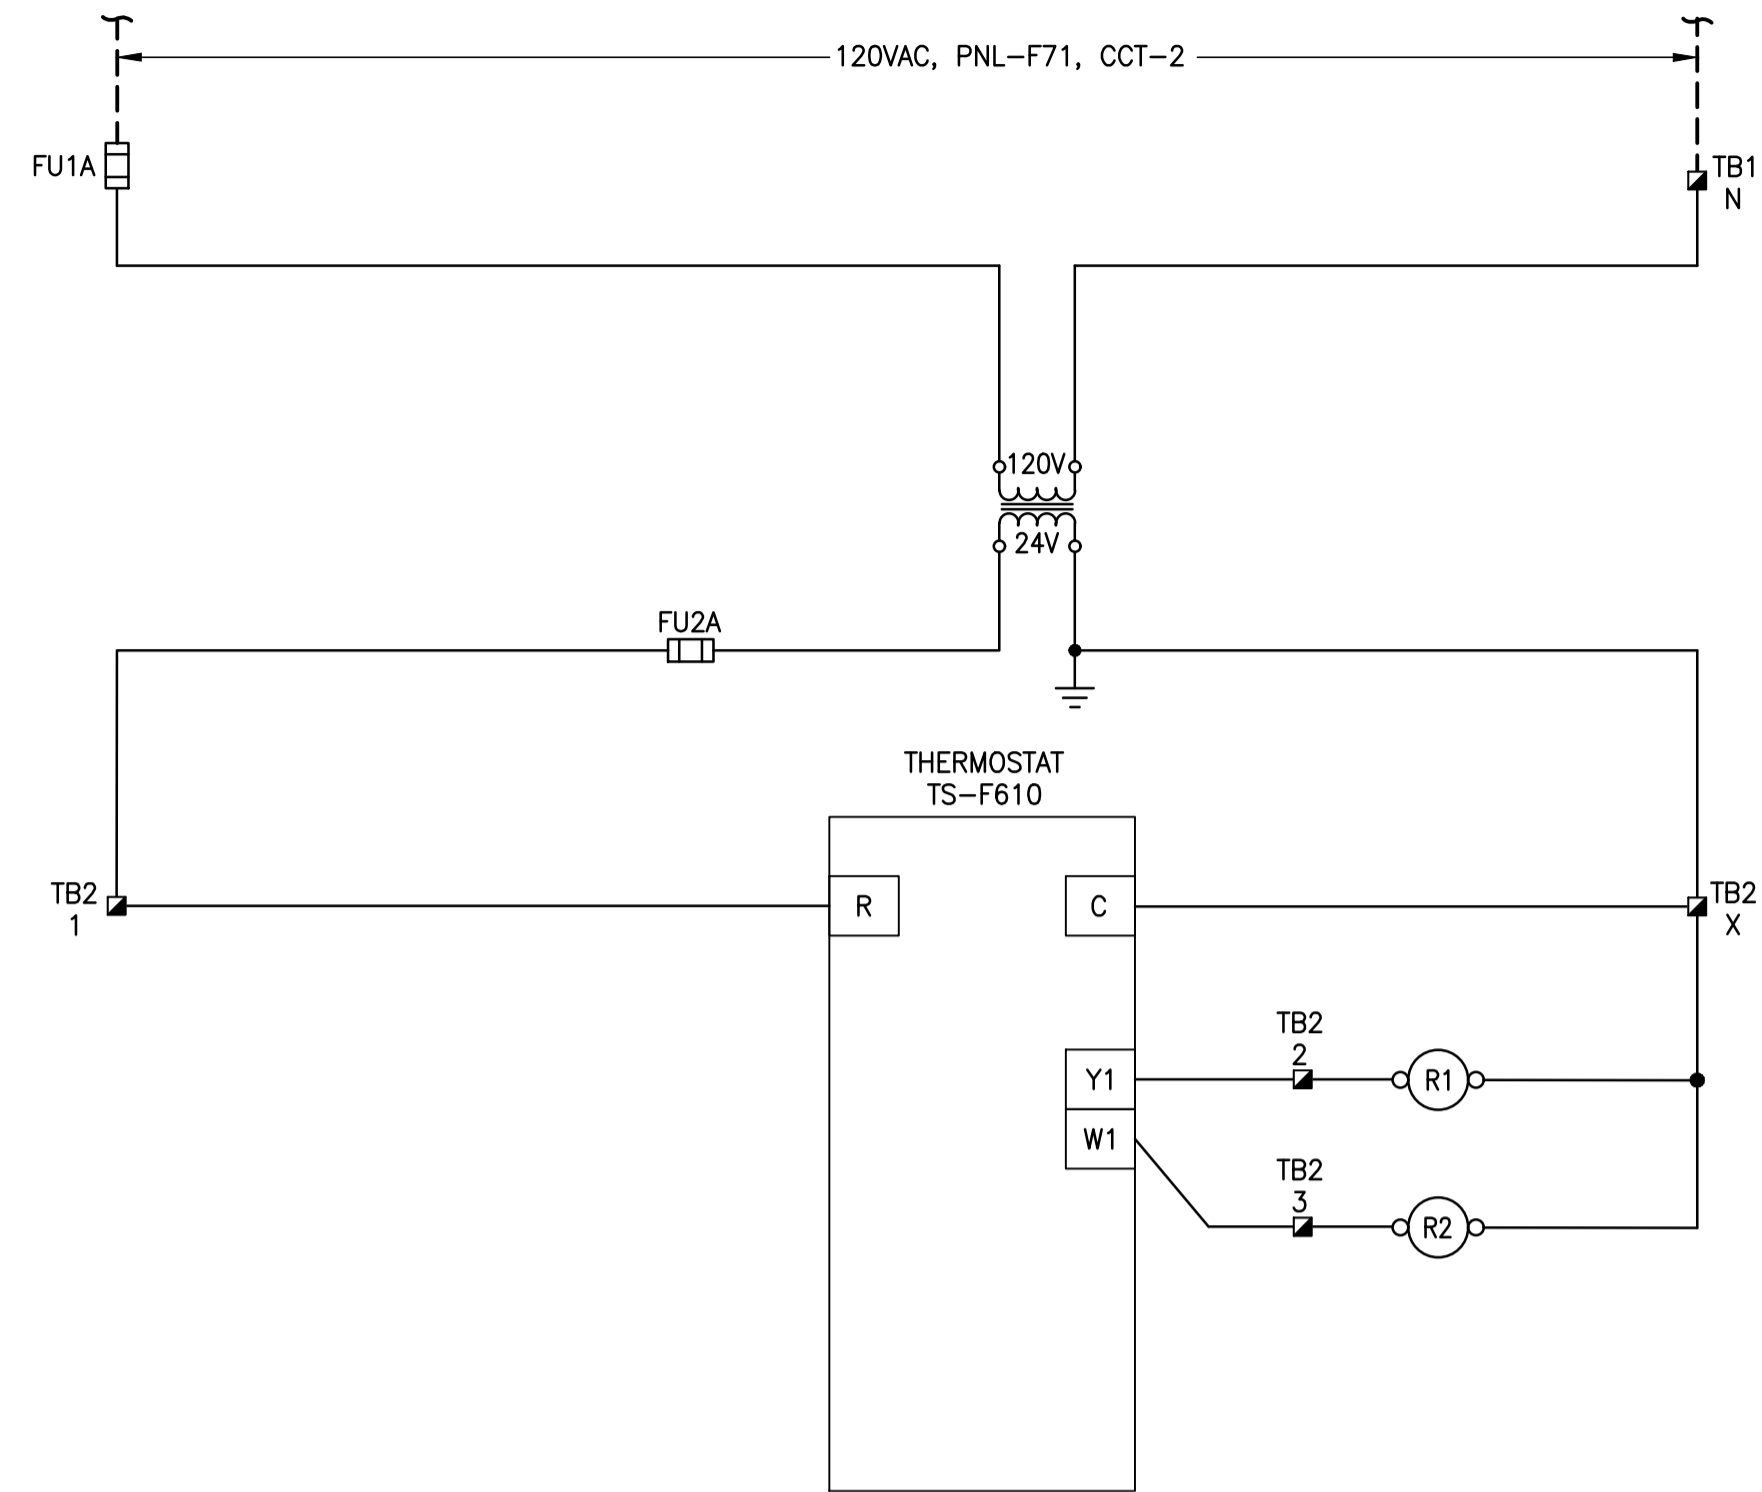 120VAC, PNL-F71, CCT-2
FU1A
TB1
N
120V
24V
FU2A
THERMOSTAT
TS-F610
TB2
1
R
C
TB2
X
TB2
2
Y1
R1
W1
TB2
3
R2